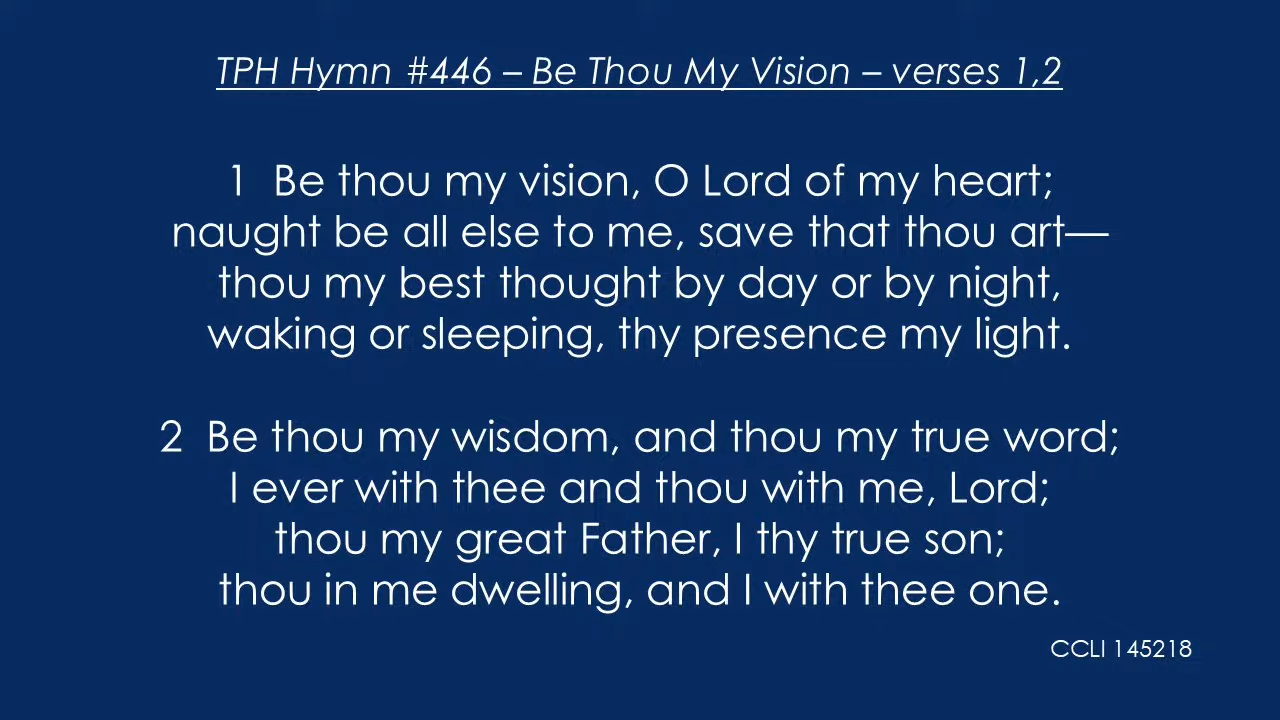 TPH Hymn #446 – Be Thou My Vision – verses 1,2
1 Be thou my vision, O Lord of my heart;
naught be all else to me, save that thou art—
thou my best thought by day or by night,
waking or sleeping, thy presence my light.
2 Be thou my wisdom, and thou my true word;
I ever with thee and thou with me, Lord;
thou my great Father, I thy true son;
thou in me dwelling, and I with thee one.
CCLI 145218